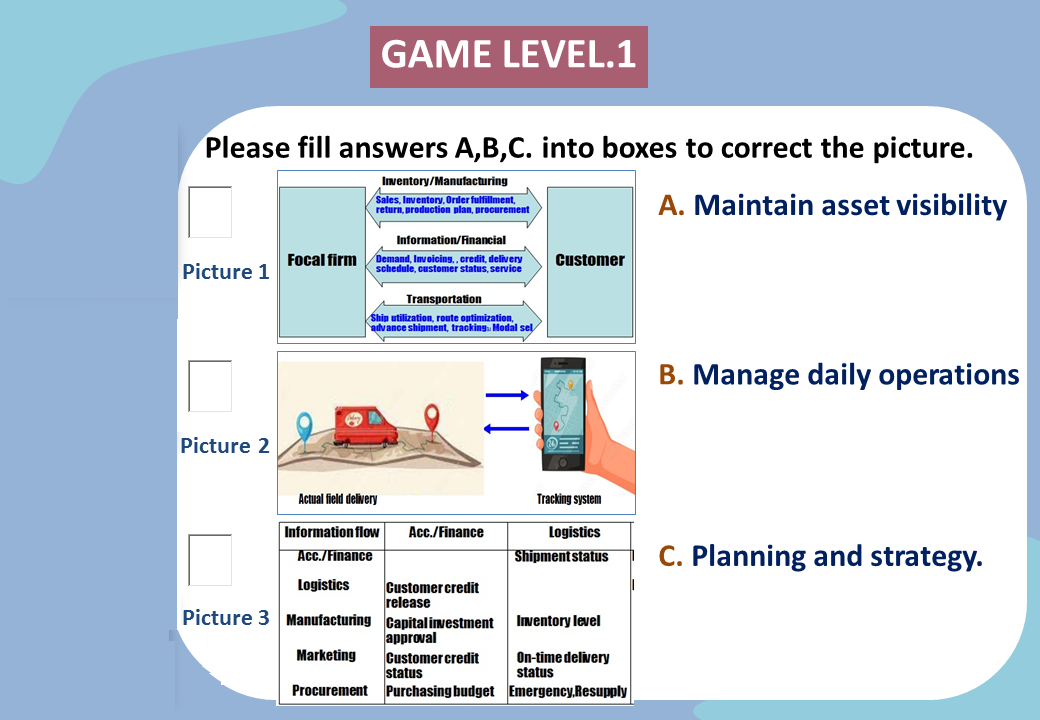 GAME LEVEL.1
Please fill answers A,B,C. into boxes to correct the picture.
Picture 1
Focal firm
Inventory/Manufacturing
Sales, Inventory, Order fulfillment,
return, production plan, procurement
Information/Financial
Demand, Invoicing, , credit, delivery
schedule, customer status, service
Transportation
Ship utilization, route optimization,
advance shipment, tracking, Modal sel
Customer
A. Maintain asset visibility
Picture 2
Delivery
Actual field delivery
Tracking system
B. Manage daily operations
Picture 3
Information flow Acc./Finance Logistics
Acc./Finance Shipment status
Logistics Customer credit
release
Manufacturing Capital investment Inventory level
approval
Marketing Customer credit On-time delivery
status status
Procurement Purchasing budget Emergency,Resupply
C. Planning and strategy.